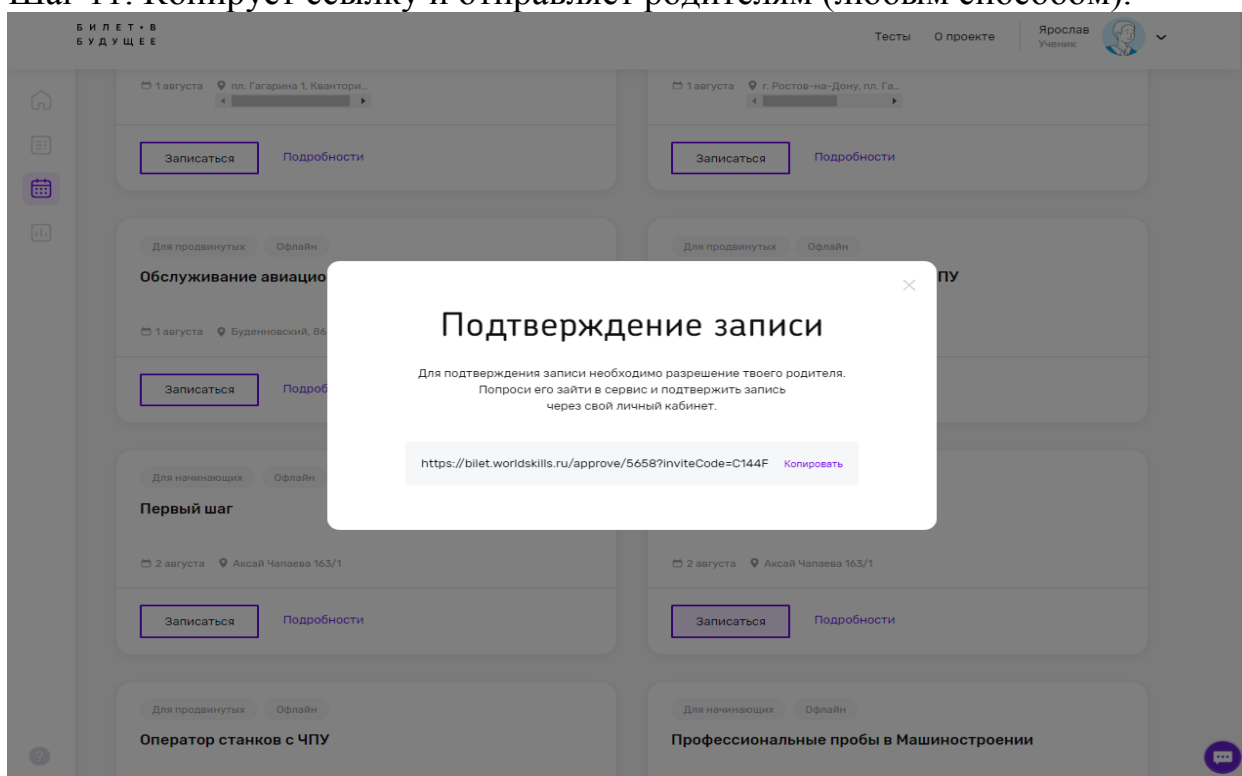 Шаг 11. Копирует ссылку и отправляет родителям (любым способом).
БИЛЕТ•В
БУДУЩЕЕ
Тесты О проекте Ярослав
Ученик
1 августа пл. Гагарина 1, Квантори...
1 августа г. Ростов-на-Дону, пл. Га...
Записаться Подробности
Записаться Подробности
Для продвинутых Офлайн
Обслуживание авиацио
1 августа Буденновский, 86
Записаться Подроб
Для продвинутых Офлайн
ПУ
Подтверждение записи
Для подтверждения записи необходимо разрешение твоего родителя.
Попроси его зайти в сервис и подтвержить запись
через свой личный кабинет.
https://bilet.worldskills.ru/approve/5658?inviteCode=C144F Копировать
Для начинающих Офлайн
Первый шаг
2 августа Аксай Чапаева 163/1
2 августа Аксай Чапаева 163/1
Записаться Подробности
Записаться Подробности
Для продвинутых Офлайн
Оператор станков с ЧПУ
Для начинающих Офлайн
Профессиональные пробы в Машиностроении